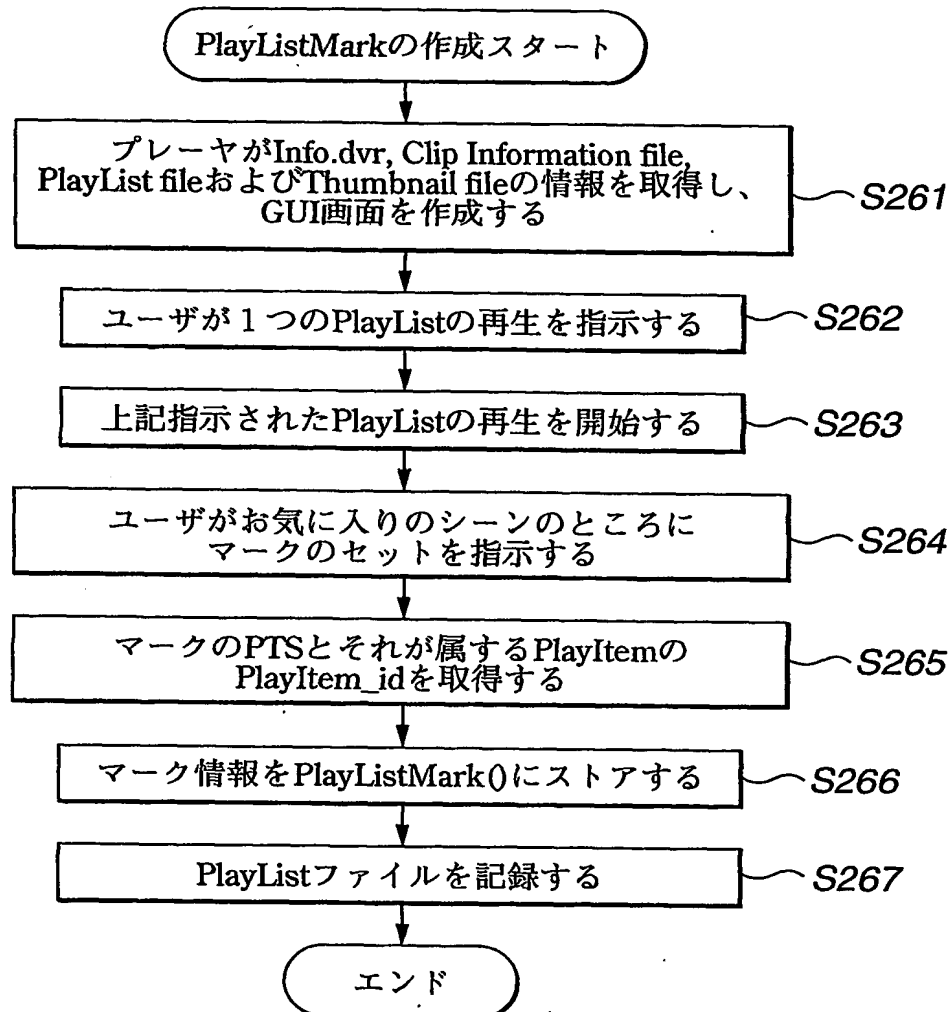 PlayListMarkの作成スタート
プレーヤがInfo.dvr, Clip Information file,
PlayList fileおよびThumbnail fileの情報を取得し、
GUI画面を作成する
S261
ユーザが１つのPlayListの再生を指示する
S262
上記指示されたPlayListの再生を開始する
S263
ユーザがお気に入りのシーンのところに
マークのセットを指示する
S264
マークのPTSとそれが属するPlayItemの
PlayItem_idを取得する
S265
マーク情報をPlayListMark()にストアする
S266
PlayListファイルを記録する
S267
エンド